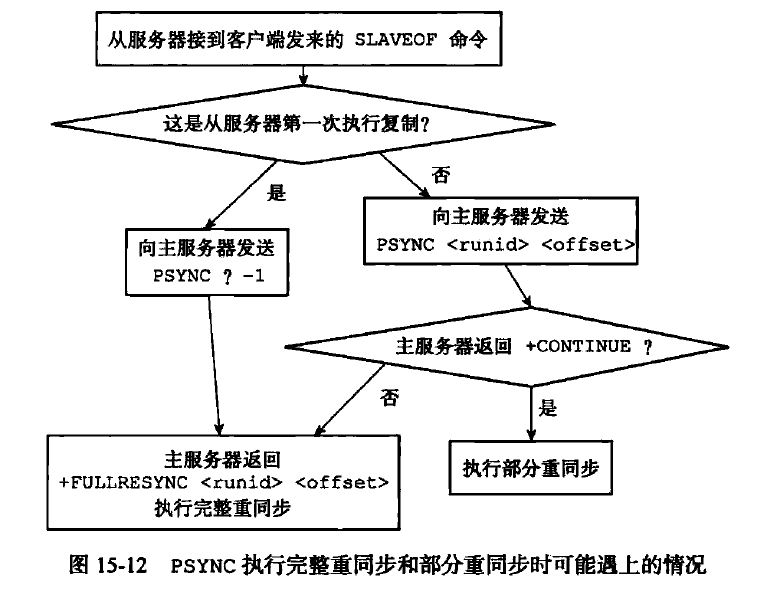 从服务器接到客户端发来的 SLAVEOF 命令
这是从服务器第一次执行复制?
是
否
向主服务器发送
PSYNC ? -1
向主服务器发送
PSYNC <runid> <offset>
主服务器返回 +CONTINUE ?
否
是
主服务器返回
+FULLRESYNC <runid> <offset>
执行完整重同步
执行部分重同步
图 15-12 PSYNC 执行完整重同步和部分重同步时可能遇上的情况